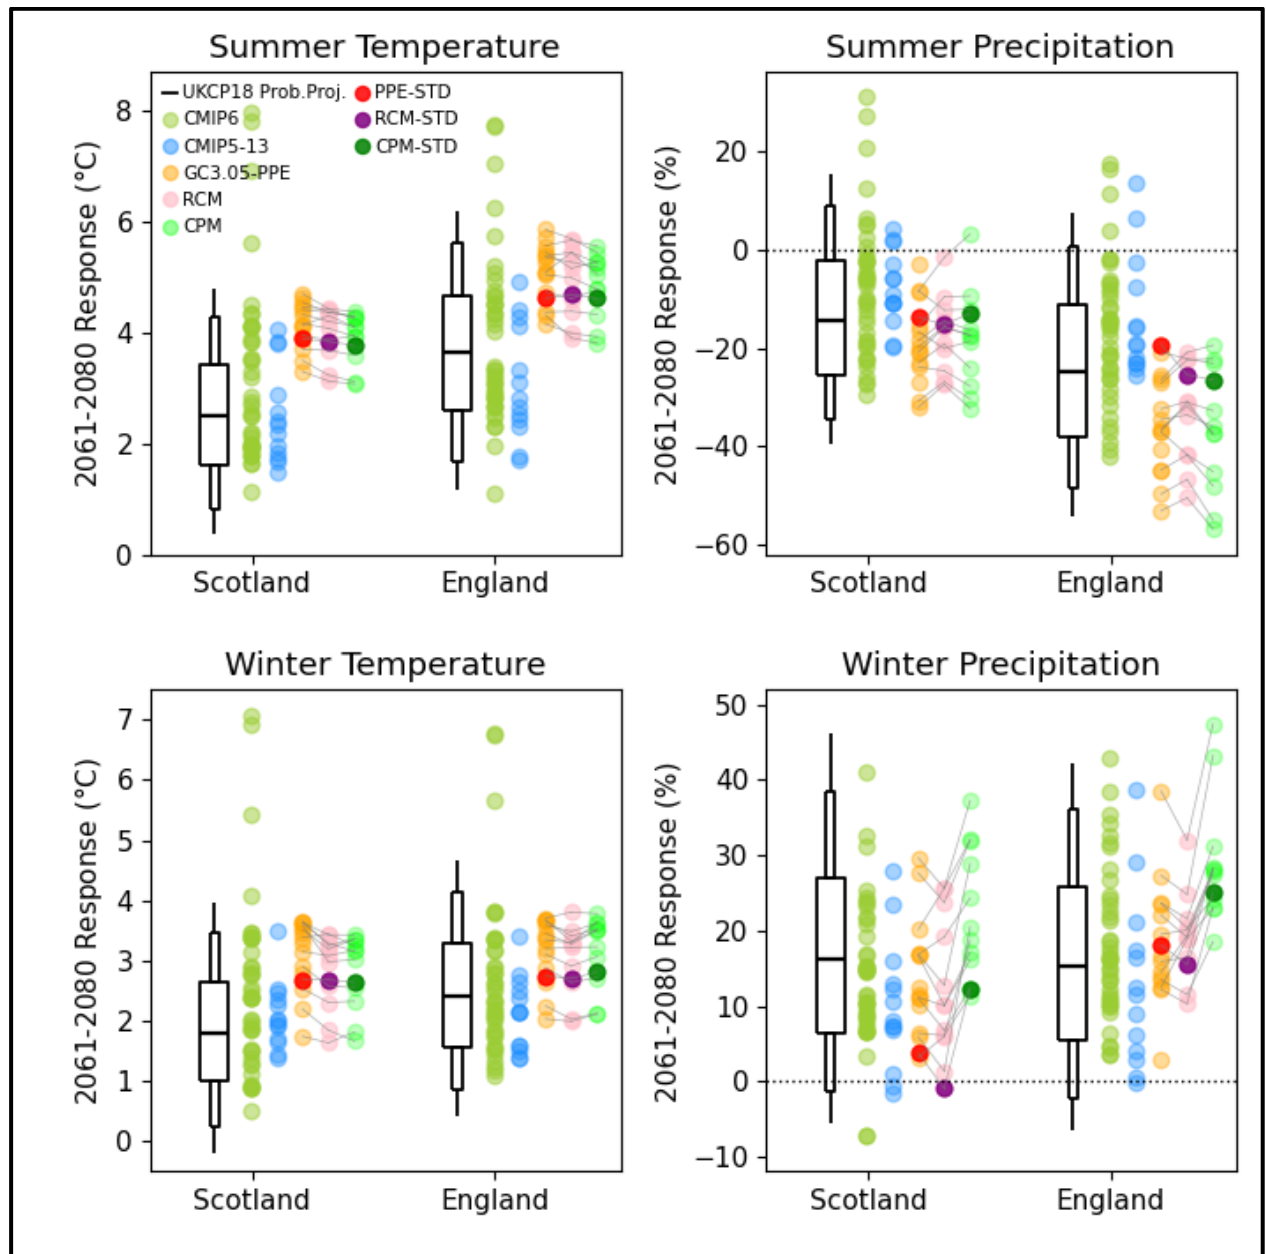 Summer Temperature
Summer Precipitation
2061-2080 Response (°C)
8
6
4
2
0
UKCP18 Prob.Proj.
CMIP6
CMIP5-13
GC3.05-PPE
RCM
CPM
PPE-STD
RCM-STD
CPM-STD
Scotland
England
2061-2080 Response (%)
20
0
−20
−40
−60
Scotland
England
Winter Temperature
Winter Precipitation
2061-2080 Response (°C)
7
6
5
4
3
2
1
0
Scotland
England
2061-2080 Response (%)
50
40
30
20
10
0
−10
Scotland
England